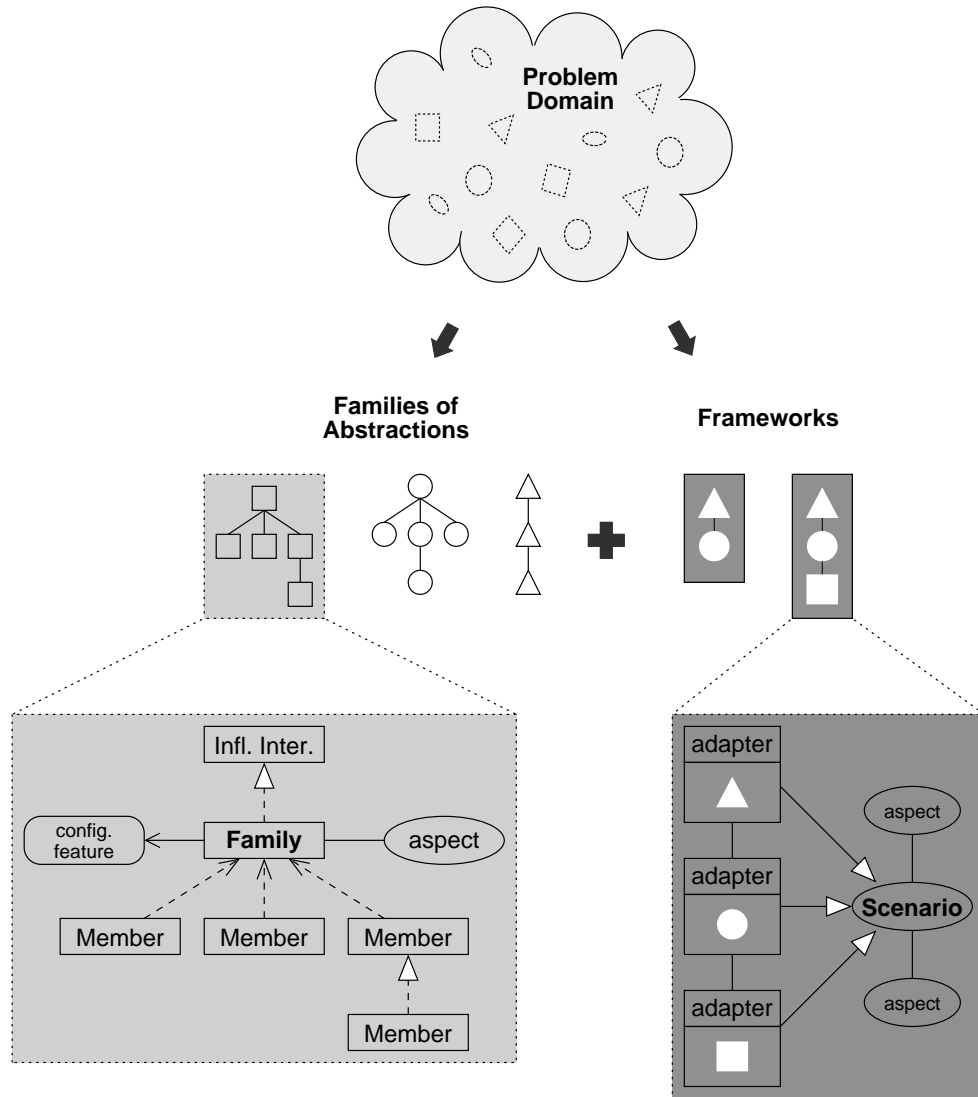 Problem
Domain
Families of
Abstractions
Frameworks
Infl. Inter.
config.
feature
Family
aspect
Member
Member
Member
Member
adapter
aspect
adapter
Scenario
adapter
aspect